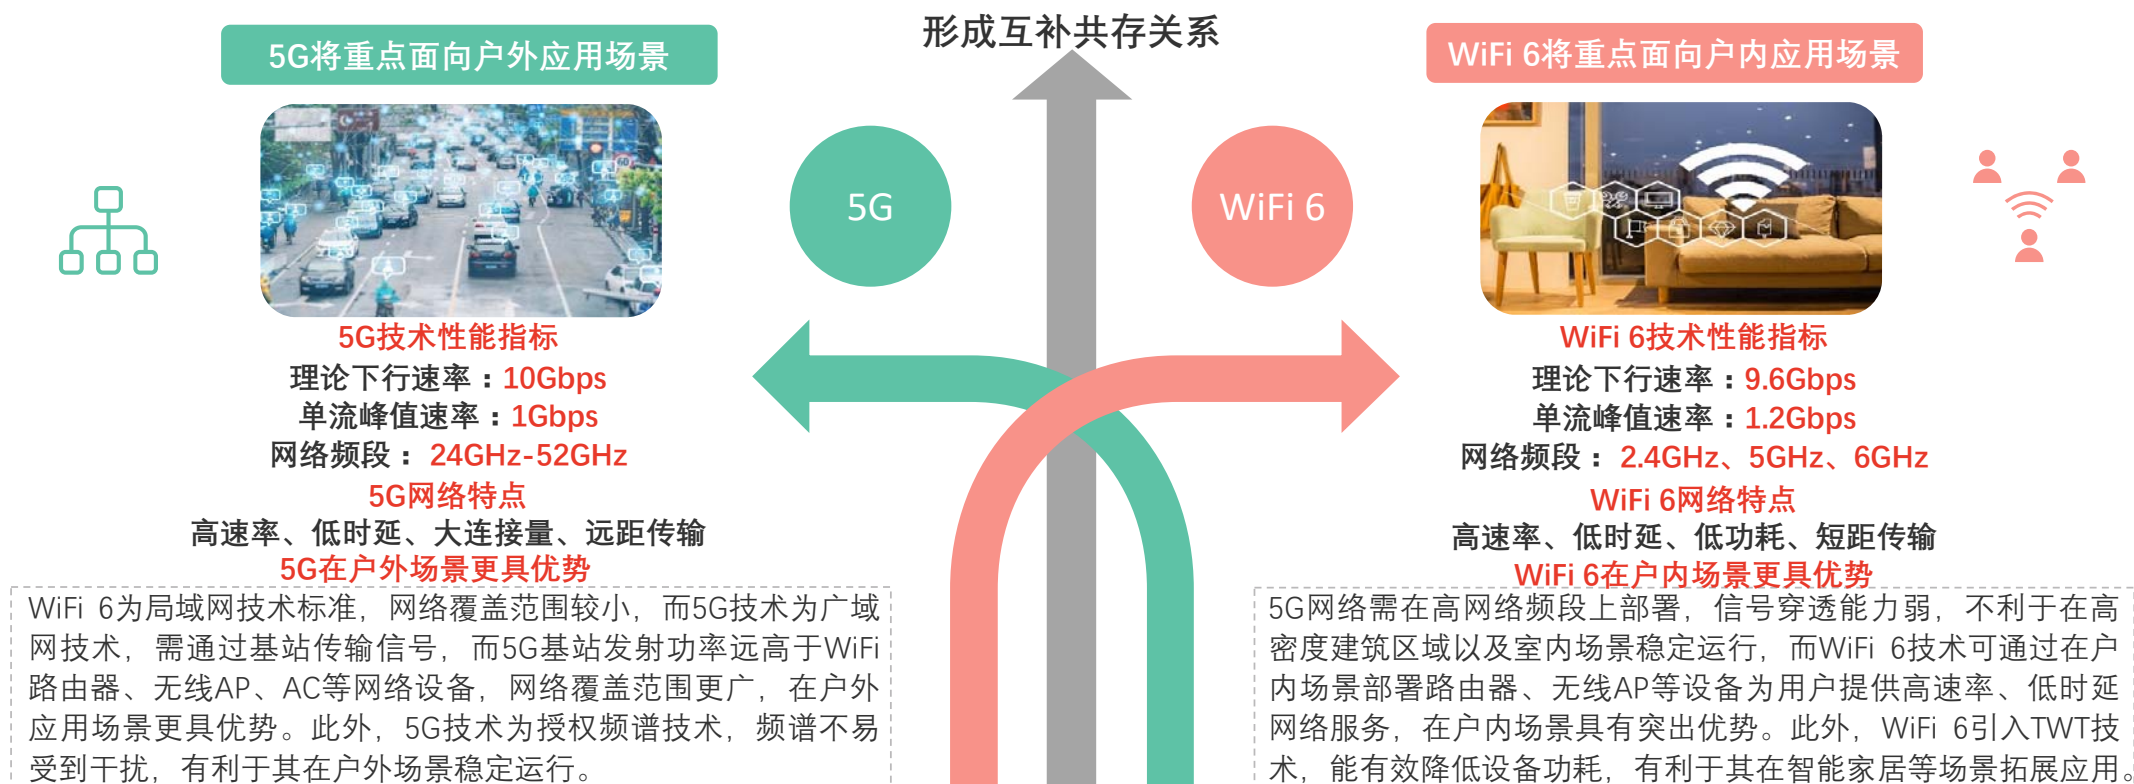 形成互补共存关系
5G将重点面向户外应用场景
WiFi 6将重点面向户内应用场景
5G
WiFi 6
60
5G技术性能指标
理论下行速率：10Gbps
单流峰值速率：1Gbps
网络频段：24GHz-52GHz
5G网络特点
高速率、低时延、大连接量、远距传输
5G在户外场景更具优势
WiFi 6为局域网技术标准，网络覆盖范围较小，而5G技术为广域
网技术，需通过基站传输信号，而5G基站发射功率远高于WiFi
路由器、无线AP、AC等网络设备，网络覆盖范围更广，在户外
应用场景更具优势。此外，5G技术为授权频谱技术，频谱不易
受到干扰，有利于其在户外场景稳定运行。
WiFi 6技术性能指标
理论下行速率：9.6Gbps
单流峰值速率：1.2Gbps
网络频段：2.4GHz、5GHz、6GHz
WiFi 6网络特点
高速率、低时延、低功耗、短距传输
WiFi 6在户内场景更具优势
5G网络需在高网络频段上部署，信号穿透能力弱，不利于在高
密度建筑区域以及室内场景稳定运行，而WiFi 6技术可通过在户
内场景部署路由器、无线AP等设备为用户提供高速率、低时延
网络服务，在户内场景具有突出优势。此外，WiFi 6引入TWT技
术，能有效降低设备功耗，有利于其在智能家居等场景拓展应用。